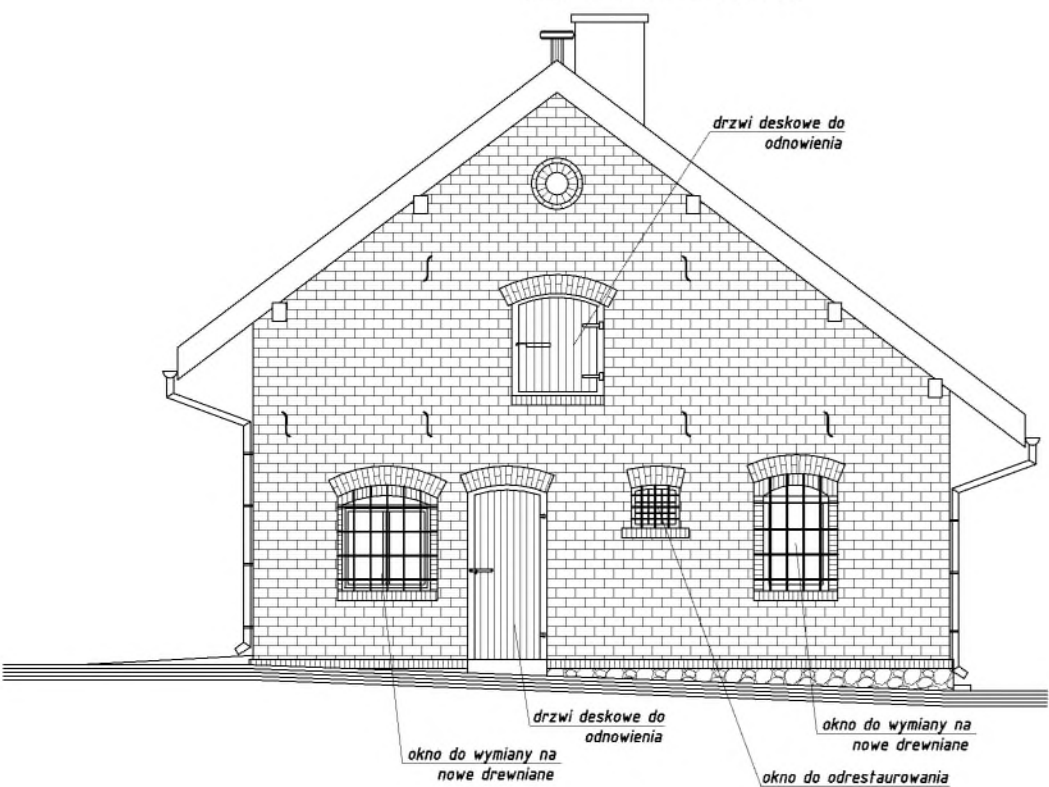 drzwi deskowe do
odnowienia
drzwi deskowe do
odnowienia
okno do wymiany na
nowe drewniane
okno do wymiany na
nowe drewniane
okno do odrestaurowania